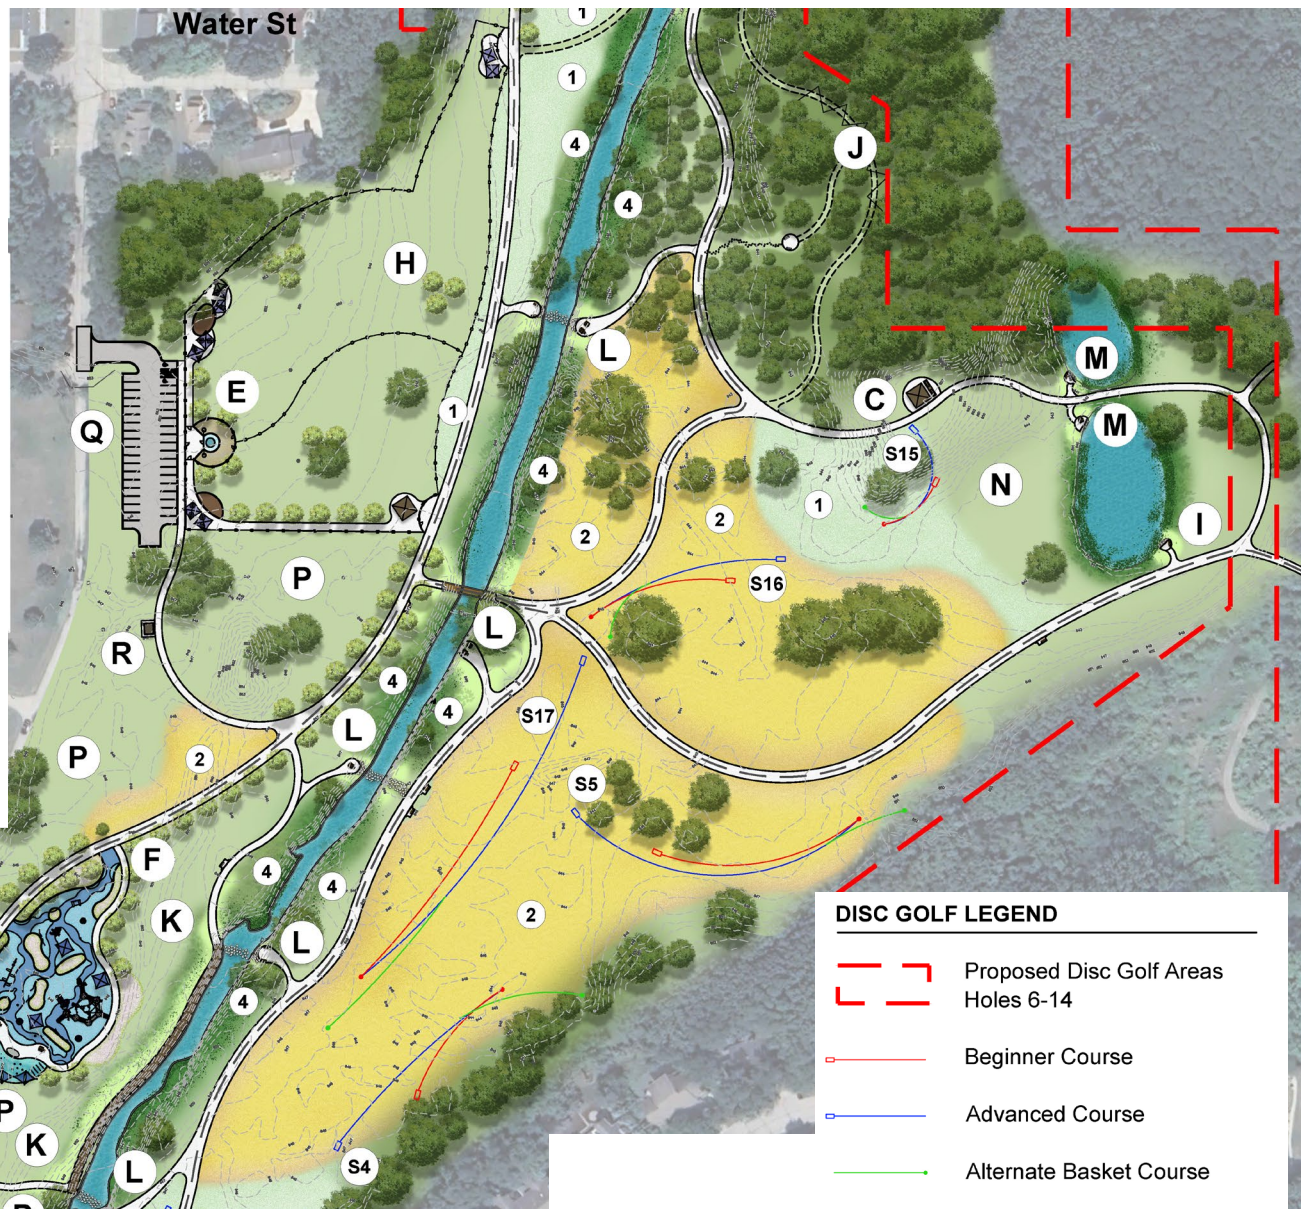 Water St
1
1
4
J
4
H
L
M
E
C
1
M
Q
S15
4
N
1
2
2
I
P
S16
L
R
4
4
S17
L
P
2
S5
F
4
4
K
2
L
4
DISC GOLF LEGEND
Proposed Disc Golf Areas
Holes 6-14
Beginner Course
Advanced Course
Alternate Basket Course
P
K
L
S4